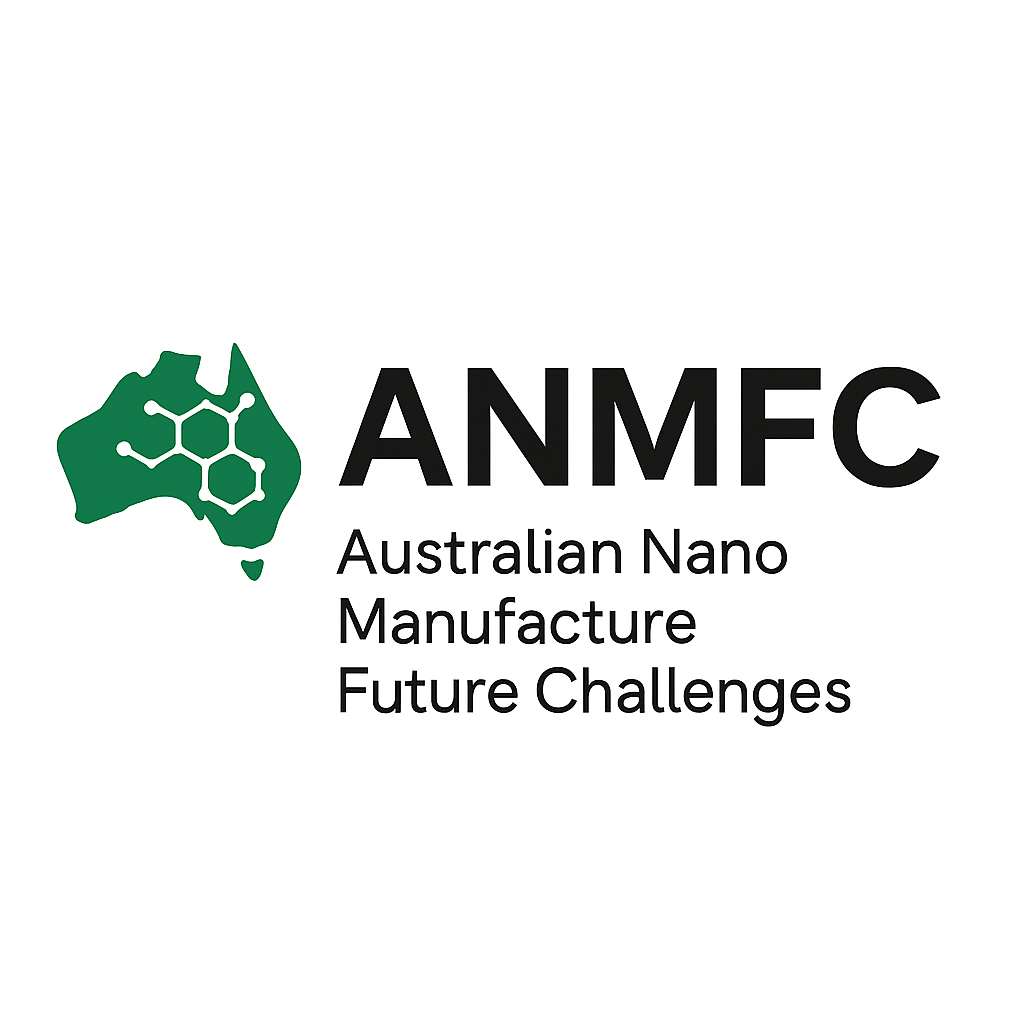 ANMFC
Australian Nano
Manufacture
Future Challenges